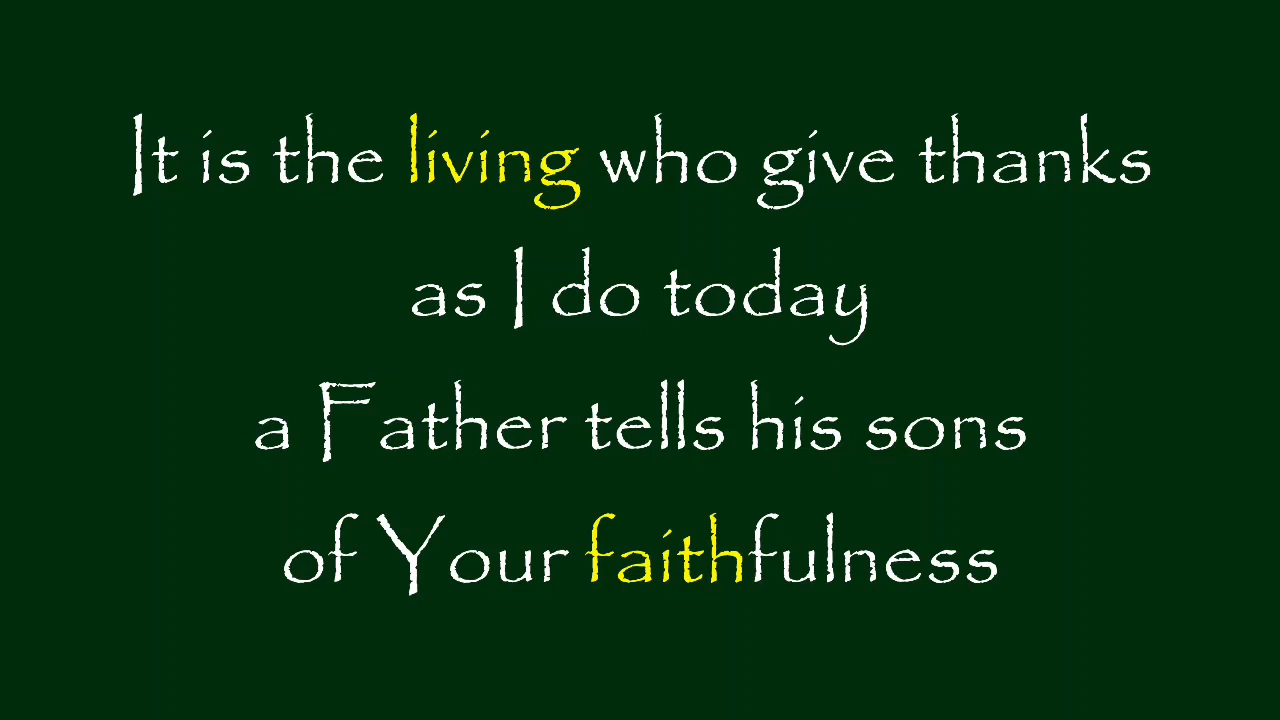 It is the living who give thanks
as I do today
a Father tells his sons
of Your faithfulness